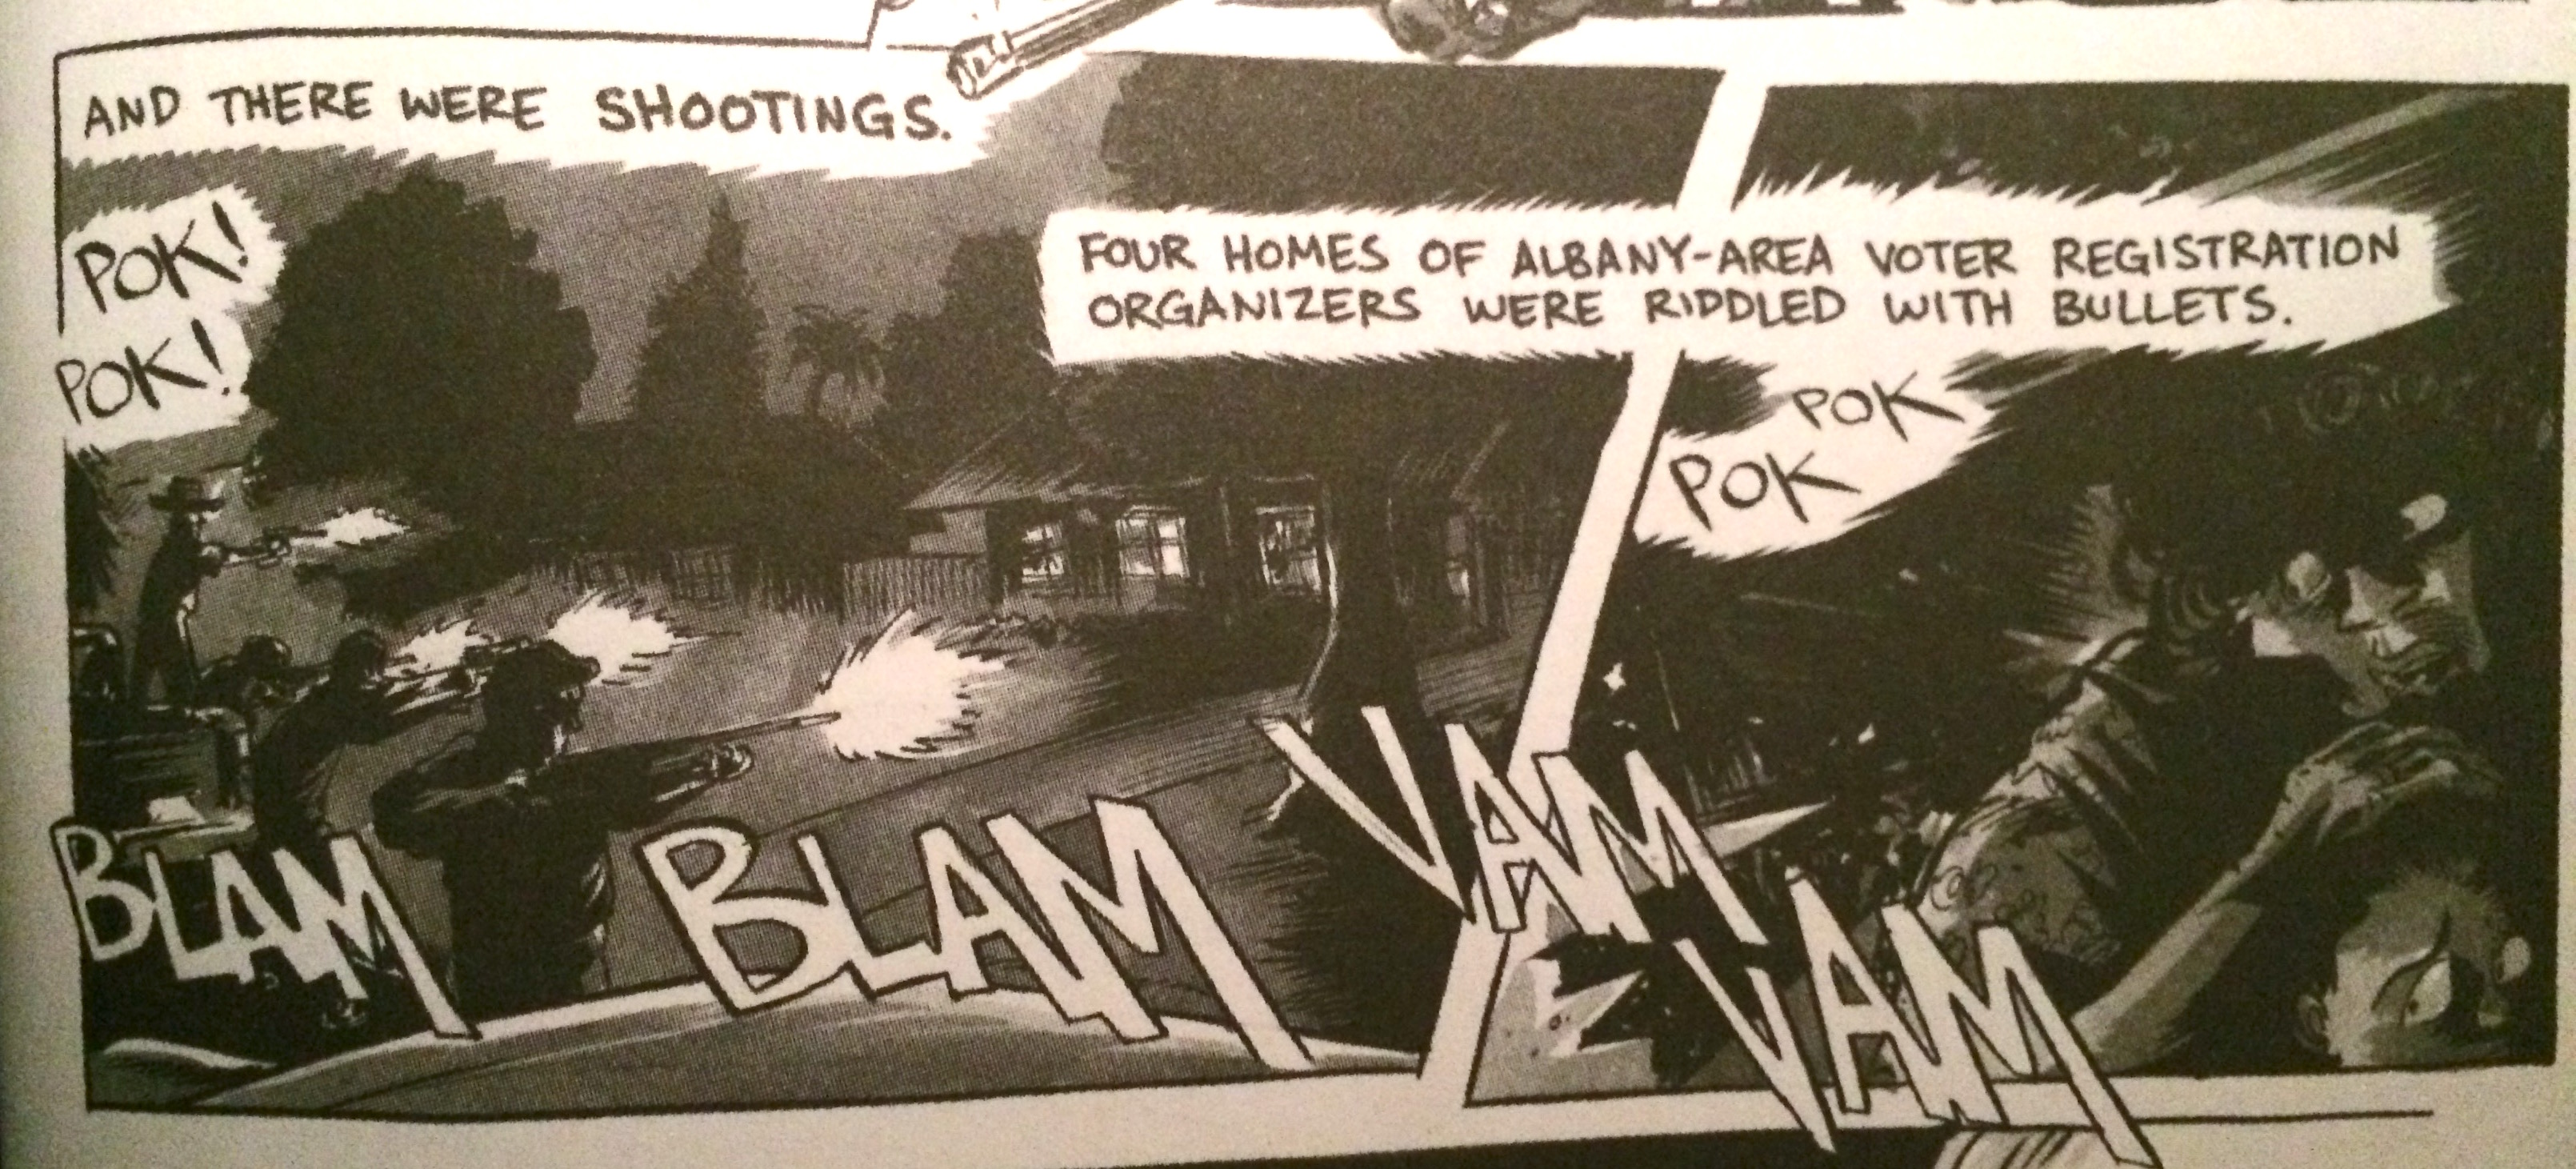 AND THERE WERE SHOOTINGS.
POK!
POK!
FOUR HOMES OF ALBANY-AREA VOTER REGISTRATION
ORGANIZERS WERE RIDDLED WITH BULLETS.
POK
POK
BLAM
BLAM
VAM
VAM